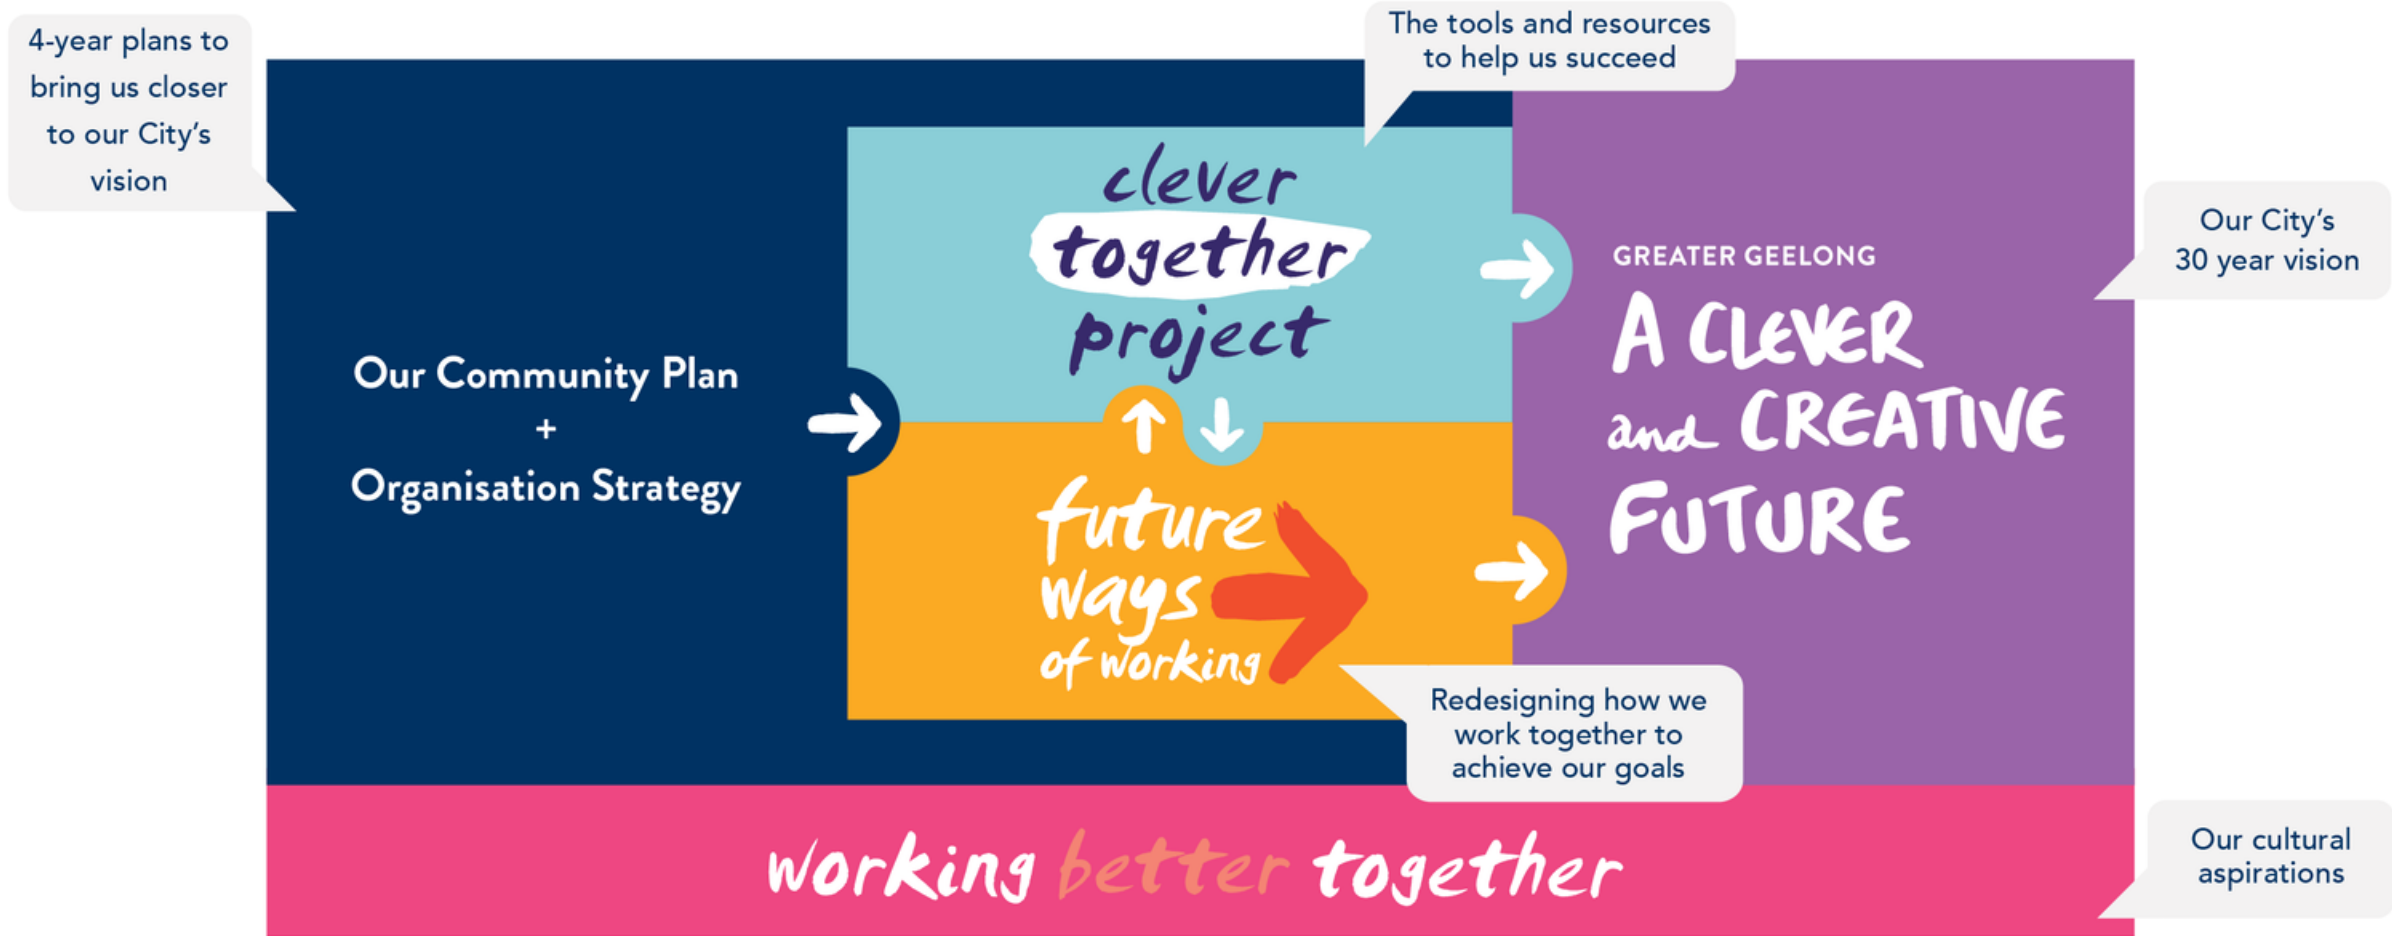 4-year plans to
bring us closer
to our City's
vision
The tools and resources
to help us succeed
Our Community Plan
+
Organisation Strategy
clever
together
project
future
ways
of working
Redesigning how we
work together to
achieve our goals
GREATER GEELONG
A CLEVER
and CREATIVE
FUTURE
Our City's
30 year vision
working better together
Our cultural
aspirations